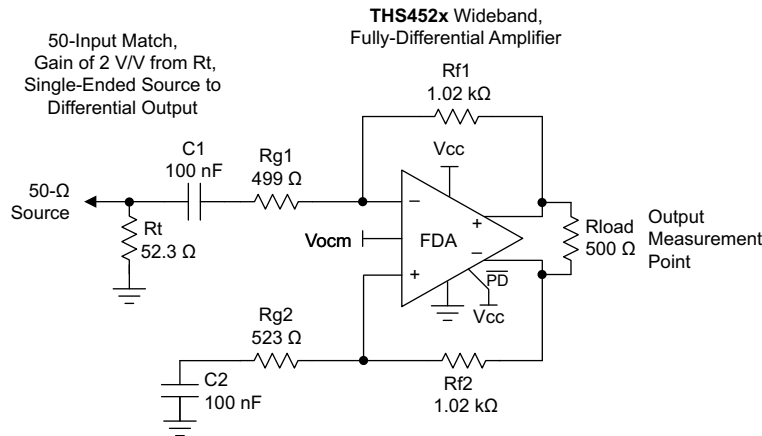 THS452x Wideband,
Fully-Differential Amplifier
50-Input Match,
Gain of 2 V/V from Rt,
Single-Ended Source to
Differential Output
Rf1
1.02 kΩ
C1
100 nF
Rg1
499 Ω
Vcc
50-Ω
Source
Rt
52.3 Ω
Vocm
−
+
FDA
−
+
PD
Vcc
Rload
500 Ω
Output
Measurement
Point
Rg2
523 Ω
C2
100 nF
Rf2
1.02 kΩ